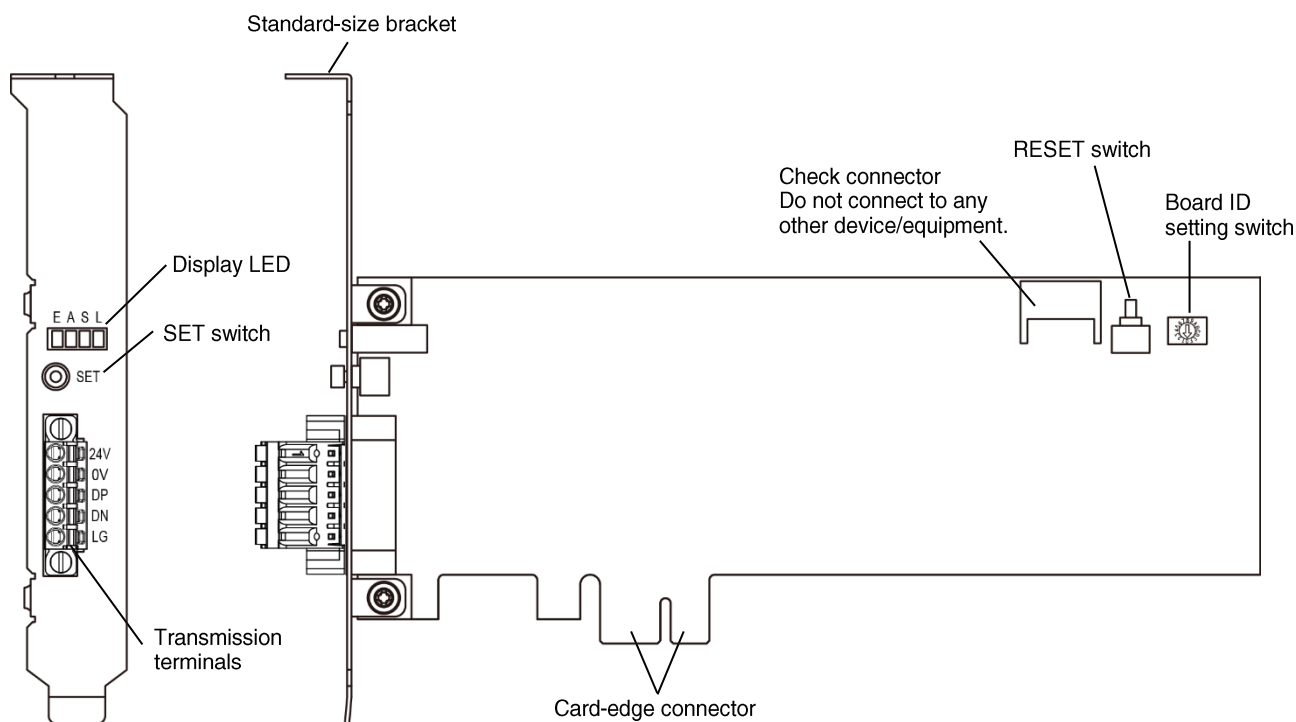 Standard-size bracket
RESET switch
Check connector
Do not connect to any
other device/equipment.
Board ID
setting switch
Display LED
E A S L
SET switch
SET
24V
0V
DP
DN
LG
1
Transmission
terminals
Card-edge connector